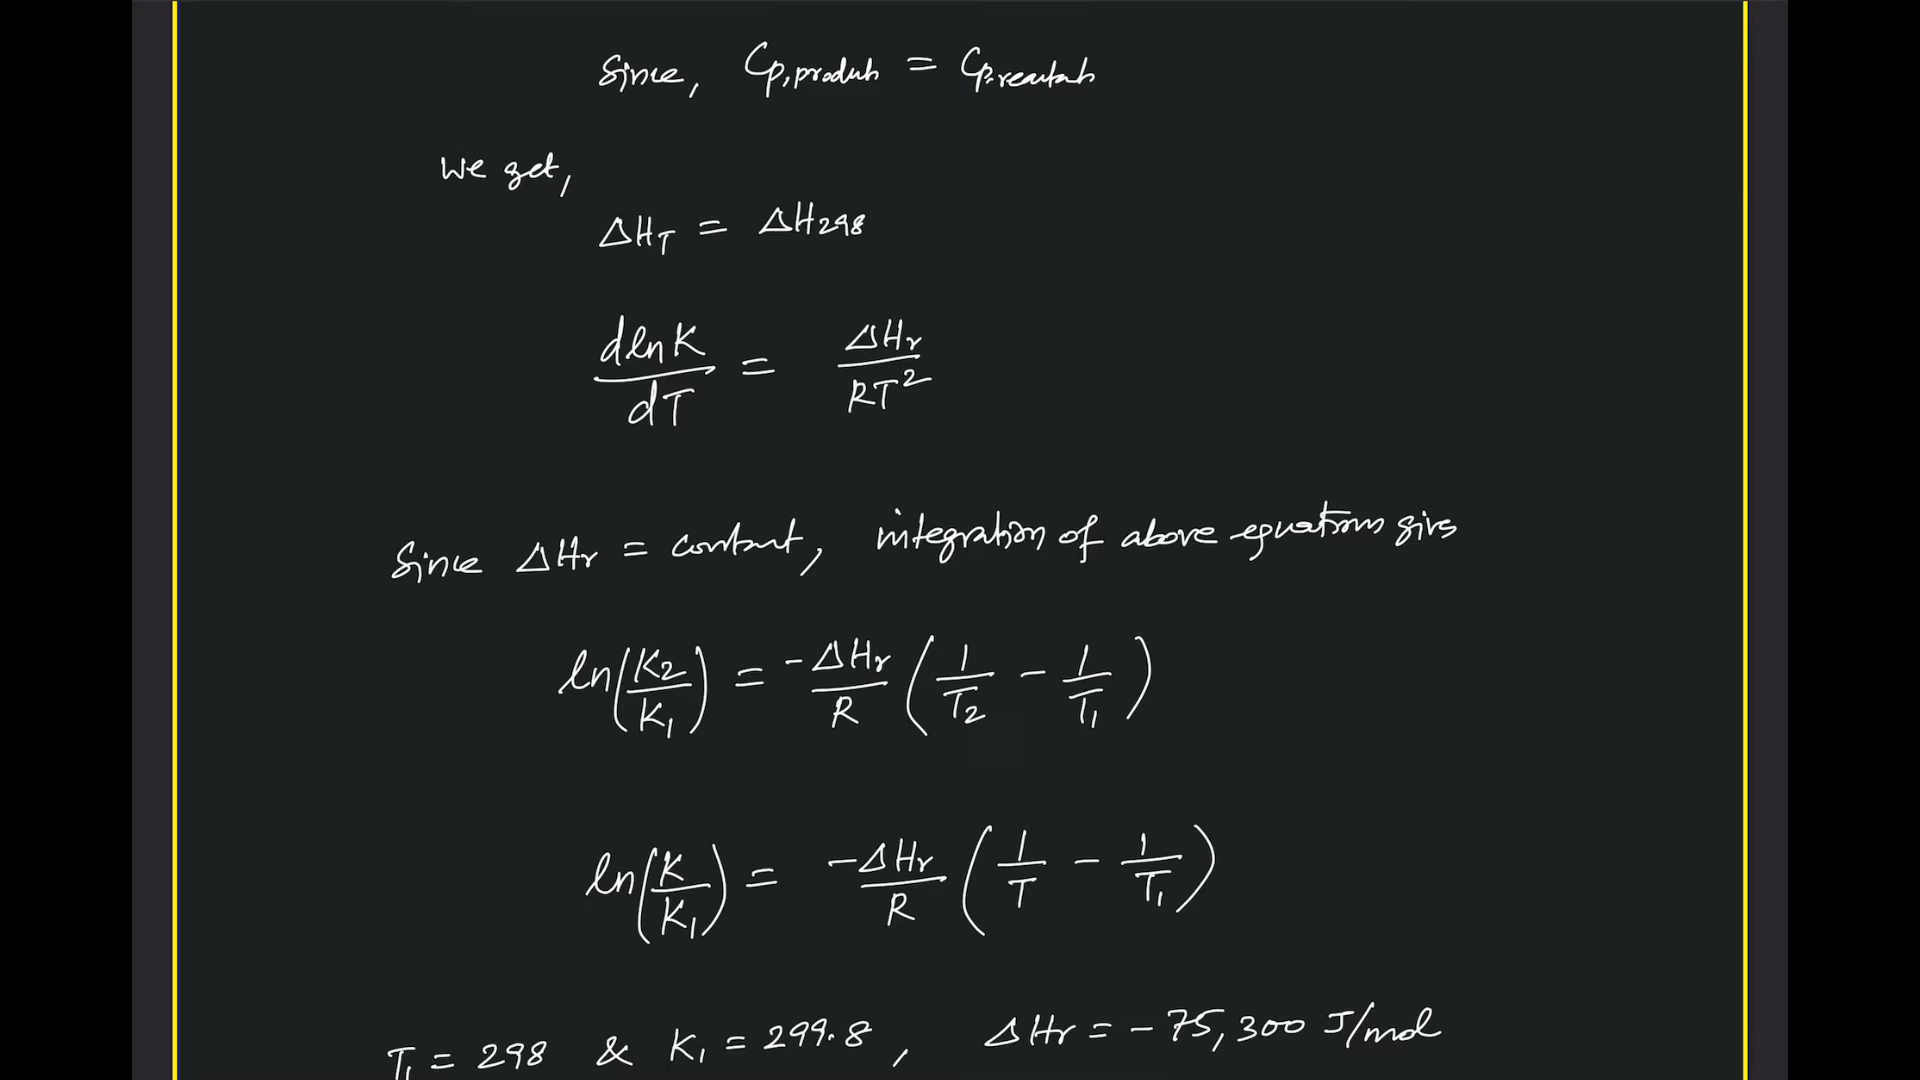 Since, Cp,products = Cp,reactants
We get,
ΔH_T = ΔH298
dlnK/dT = ΔHr/RT²
Since ΔHr = constant, integration of above equations gives
ln(K2/K1) = -ΔHr/R (1/T2 - 1/T1)
ln(K/K1) = -ΔHr/R (1/T - 1/T1)
T1 = 298 & K1 = 299.8, ΔHr = -75,300 J/mol